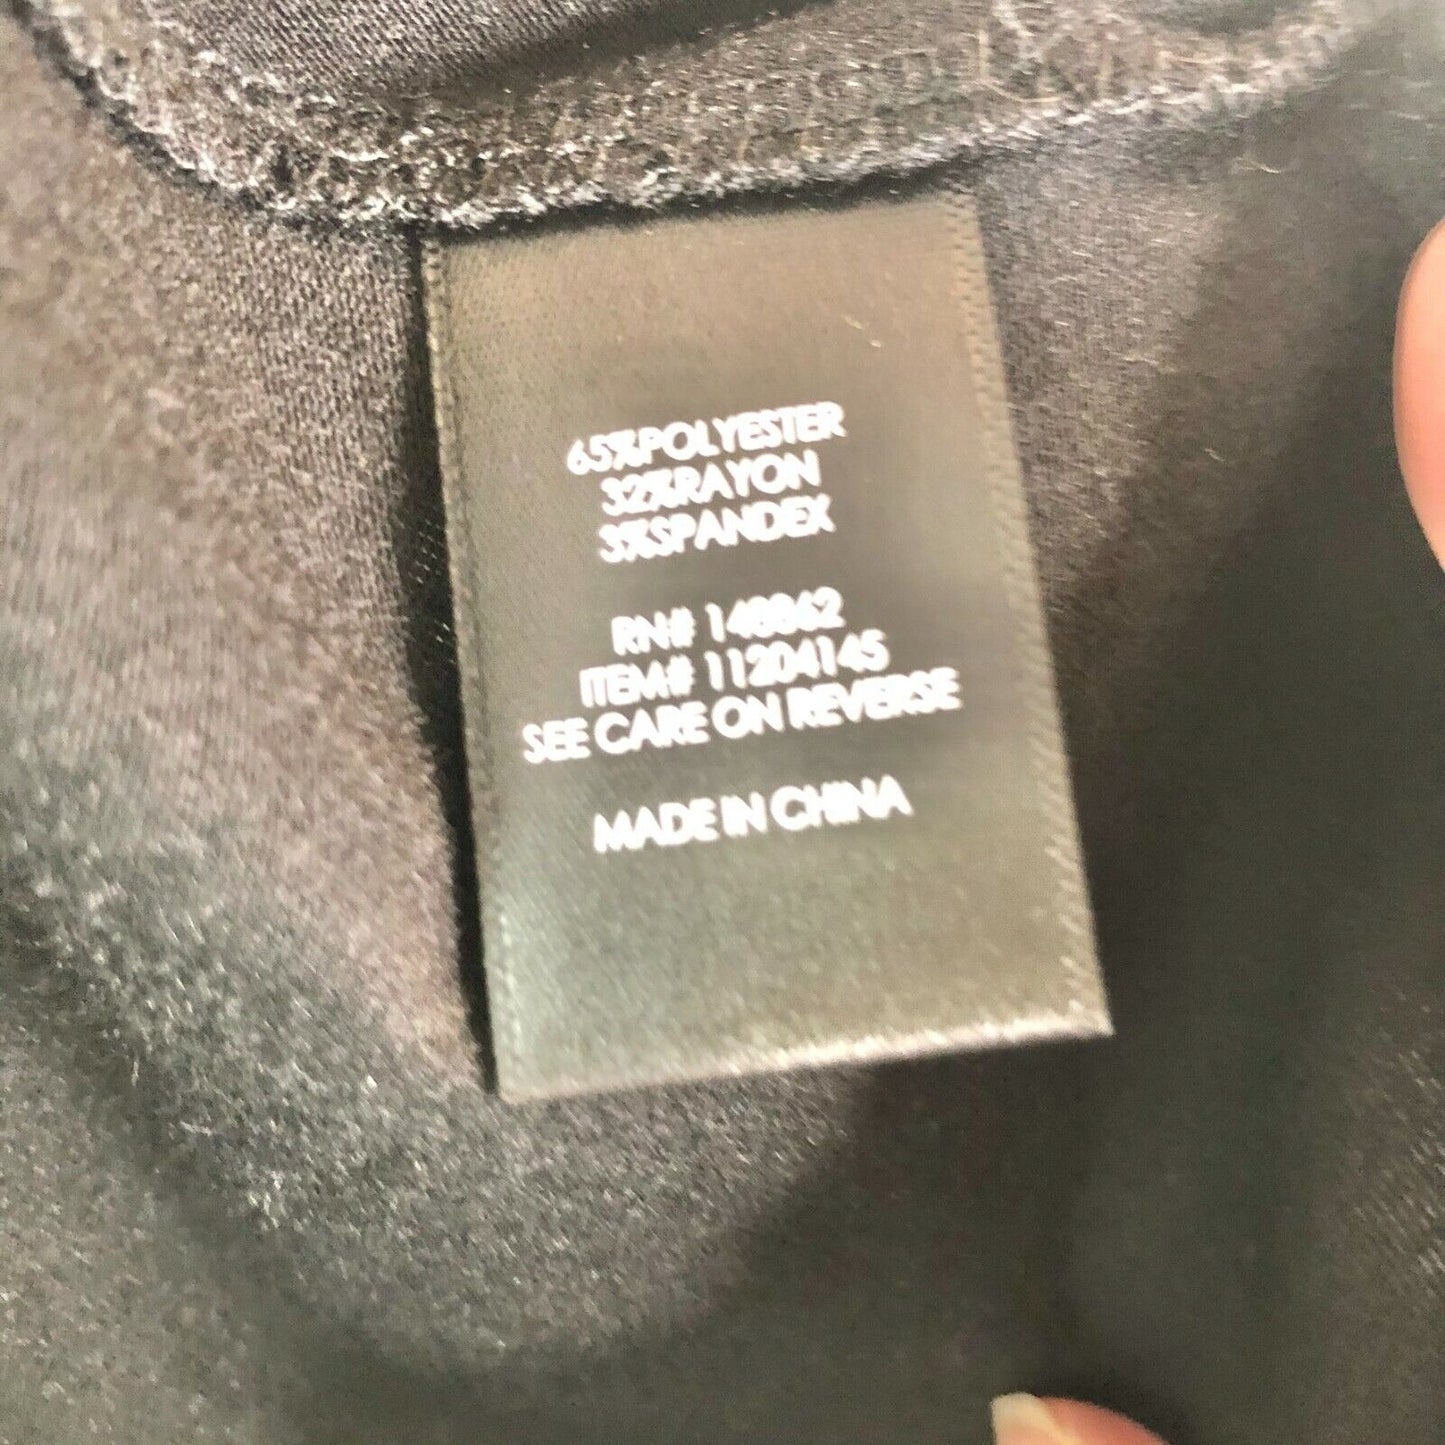 65%POLYESTER
32%RAYON
3%SPANDEX
RN# 148862
ITEM# 11204145
SEE CARE ON REVERSE
MADE IN CHINA